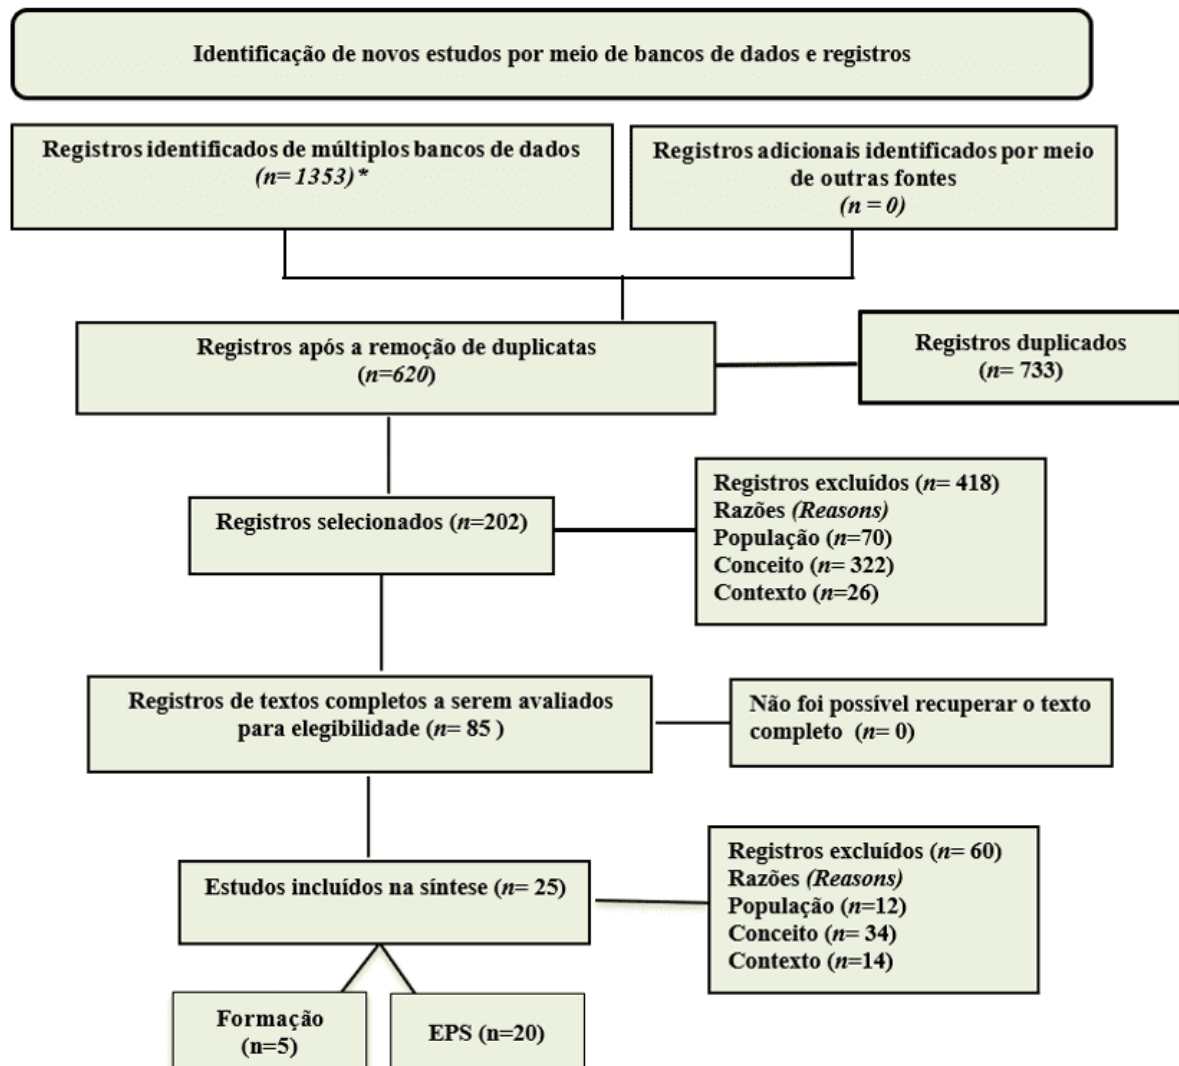 Identificação de novos estudos por meio de bancos de dados e registros
Registros identificados de múltiplos bancos de dados
(n= 1353)*
Registros adicionais identificados por meio
de outras fontes
(n = 0)
Registros após a remoção de duplicatas
(n=620)
Registros duplicados
(n= 733)
Registros selecionados (n=202)
Registros excluídos (n= 418)
Razões (Reasons)
População (n=70)
Conceito (n= 322)
Contexto (n=26)
Registros de textos completos a serem avaliados
para elegibilidade (n= 85 )
Não foi possível recuperar o texto
completo  (n= 0)
Estudos incluídos na síntese (n= 25)
Registros excluídos (n= 60)
Razões (Reasons)
População (n=12)
Conceito (n= 34)
Contexto (n=14)
Formação
(n=5)
EPS (n=20)